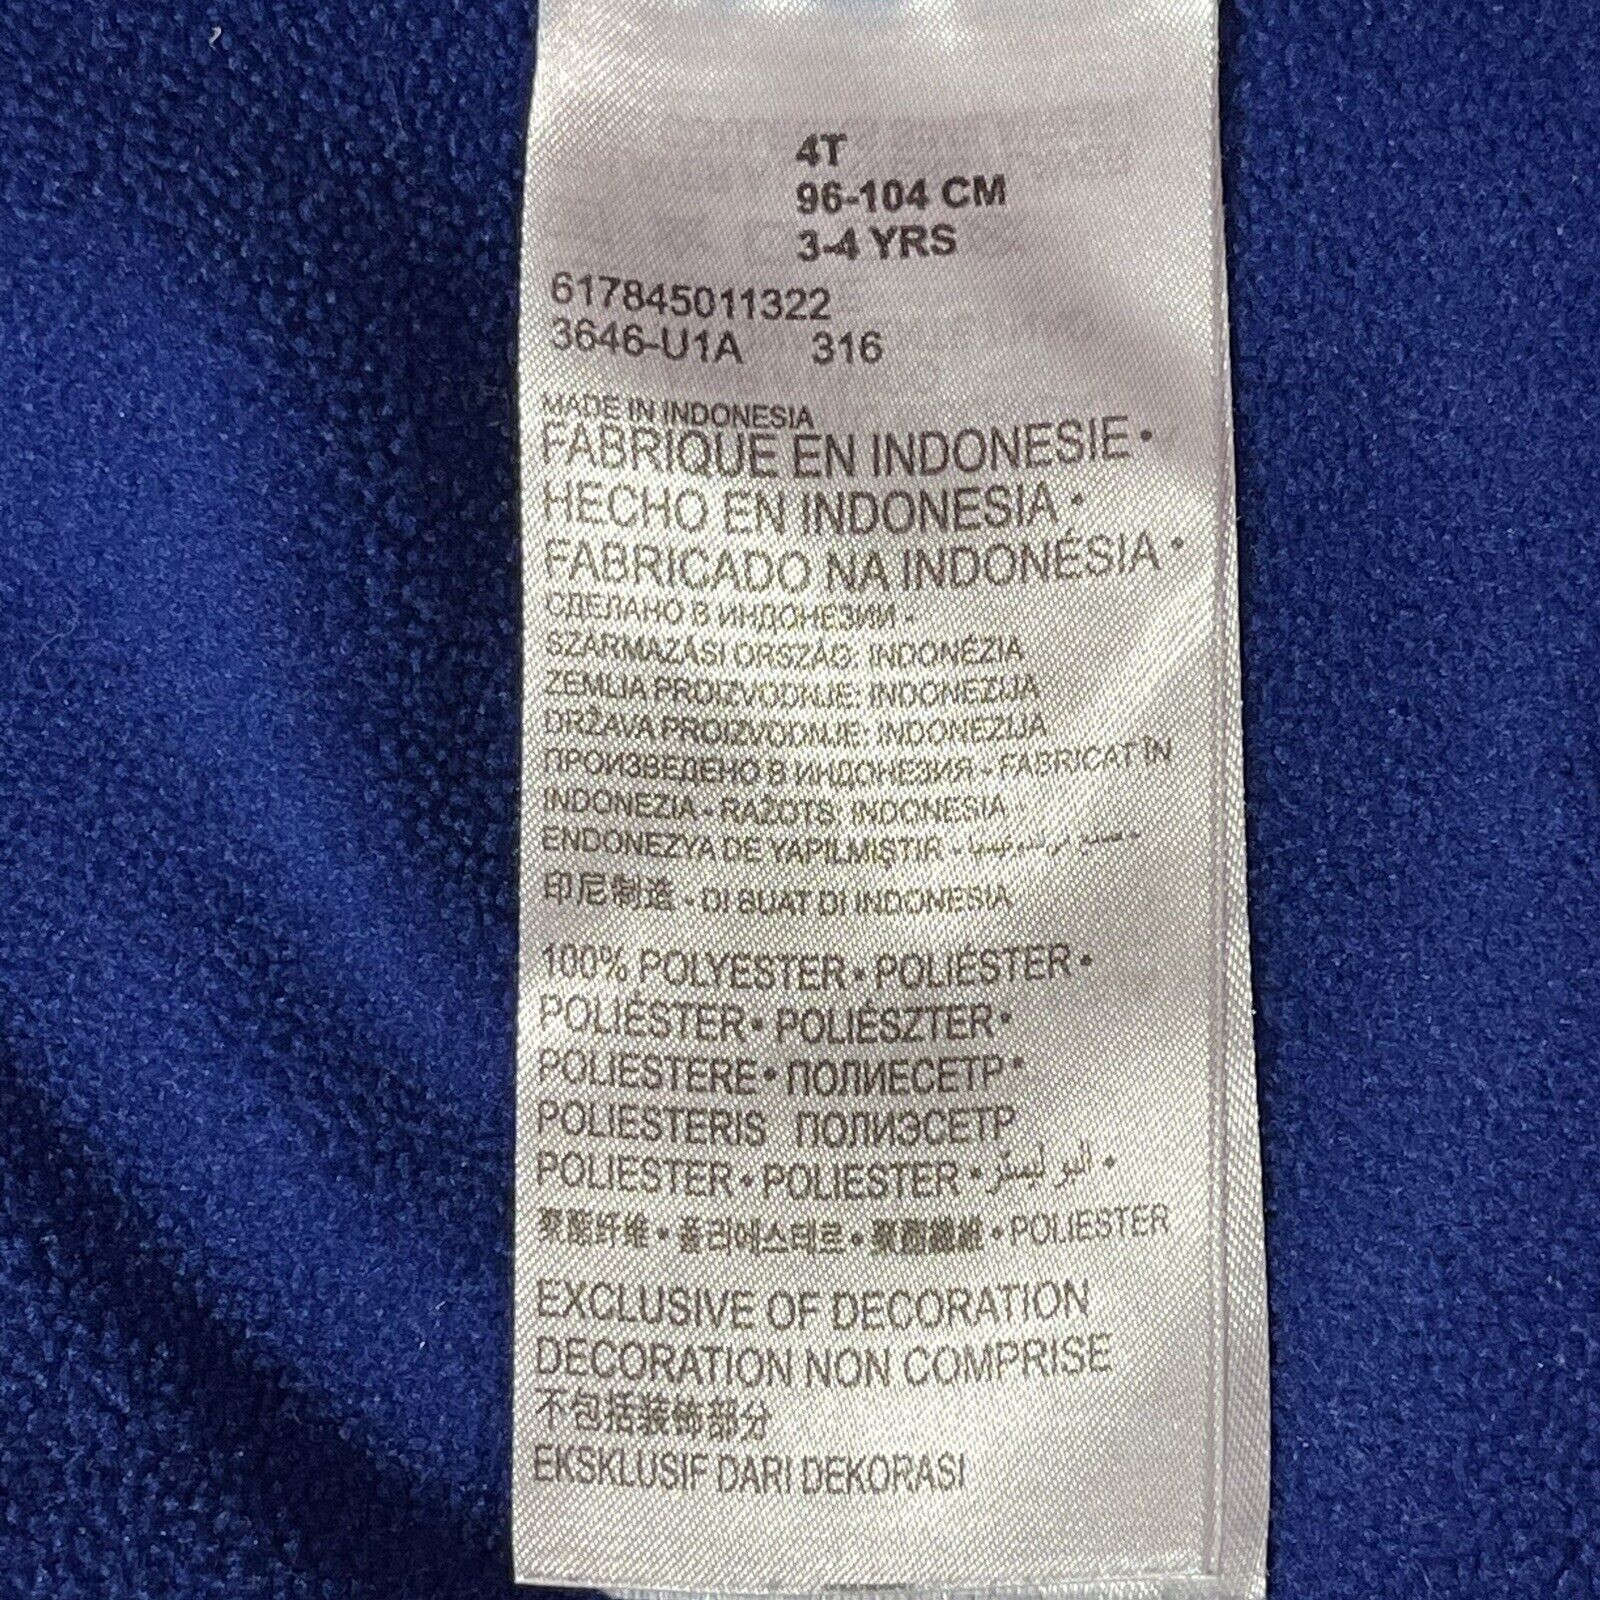 4T
96-104 CM
3-4 YRS
617845011322
3646-U1A 316
MADE IN INDONESIA
FABRIQUE EN INDONESIE •
HECHO EN INDONESIA •
FABRICADO NA INDONÉSIA •
СДЕЛАНО В ИНДОНЕЗИИ -
SZÁRMAZÁSI ORSZÁG: INDONÉZIA
ZEMLJA PROIZVODNJE: INDONEZIJA
DRŽAVA PROIZVODNJE: INDONEZIJA
ПРОИЗВЕДЕНО В ИНДОНЕЗИЯ - FABRICAT ÎN
INDONEZIA - RAŽOTS: INDONESIA -
ENDONEZYA DE YAPILMIŞTIR -
印尼制造 - DI BUAT DI INDONESIA
100% POLYESTER • POLIÉSTER •
POLIÉSTER • POLIÉSZTER •
POLIESTERE • ПОЛИЕСЕТР •
POLIESTERIS ПОЛИЭСЕТР
POLIESTER • POLIESTER • البوليستر •
聚酯纤维 • 폴리에스테르 • 聚酯纖維 • POLIESTER
EXCLUSIVE OF DECORATION
DECORATION NON COMPRISE
不包括装饰部分
EKSKLUSIF DARI DEKORASI